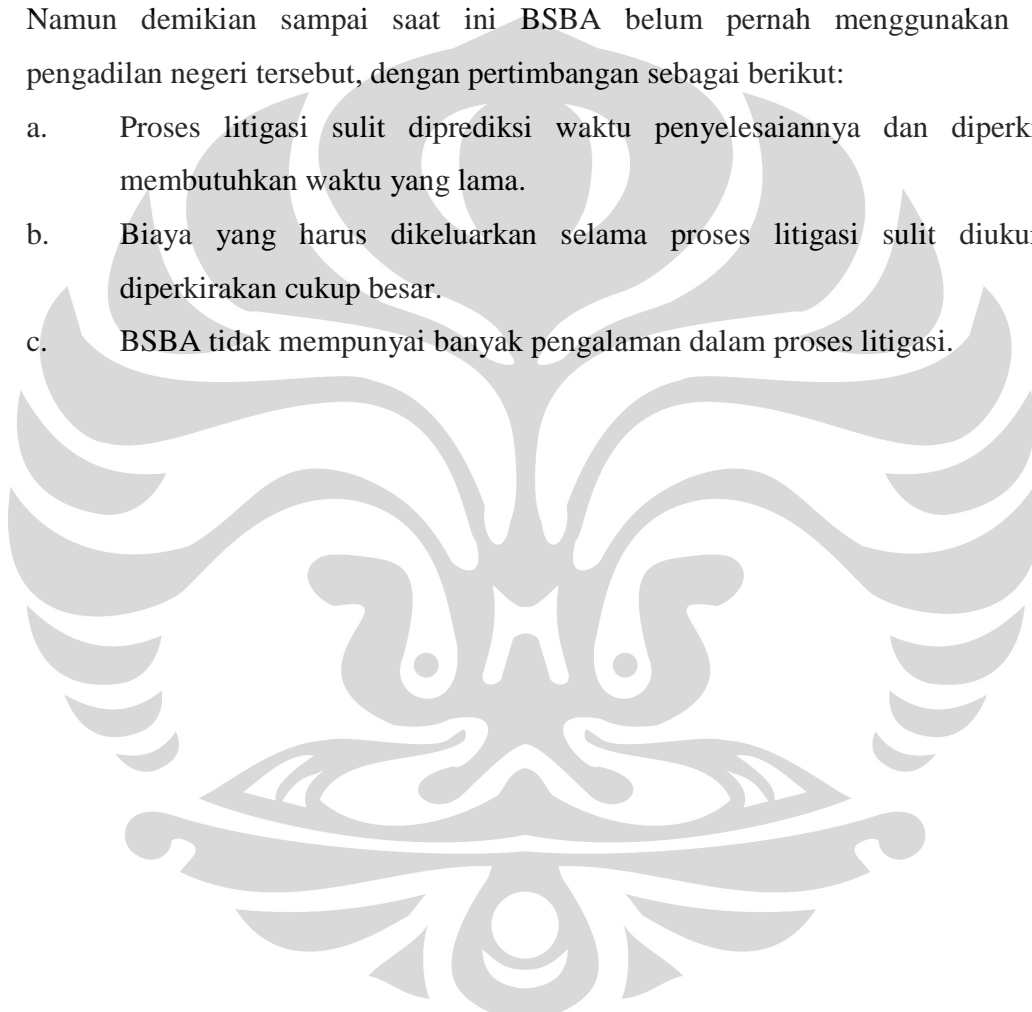 Namun demikian sampai saat ini BSBA belum pernah menggunakan
pengadilan negeri tersebut, dengan pertimbangan sebagai berikut:
a. Proses litigasi sulit diprediksi waktu penyelesaiannya dan
membutuhkan waktu yang lama.
b. Biaya yang harus dikeluarkan selama proses litigasi sulit
diperkirakan cukup besar.
c. BSBA tidak mempunyai banyak pengalaman dalam proses litigasi.